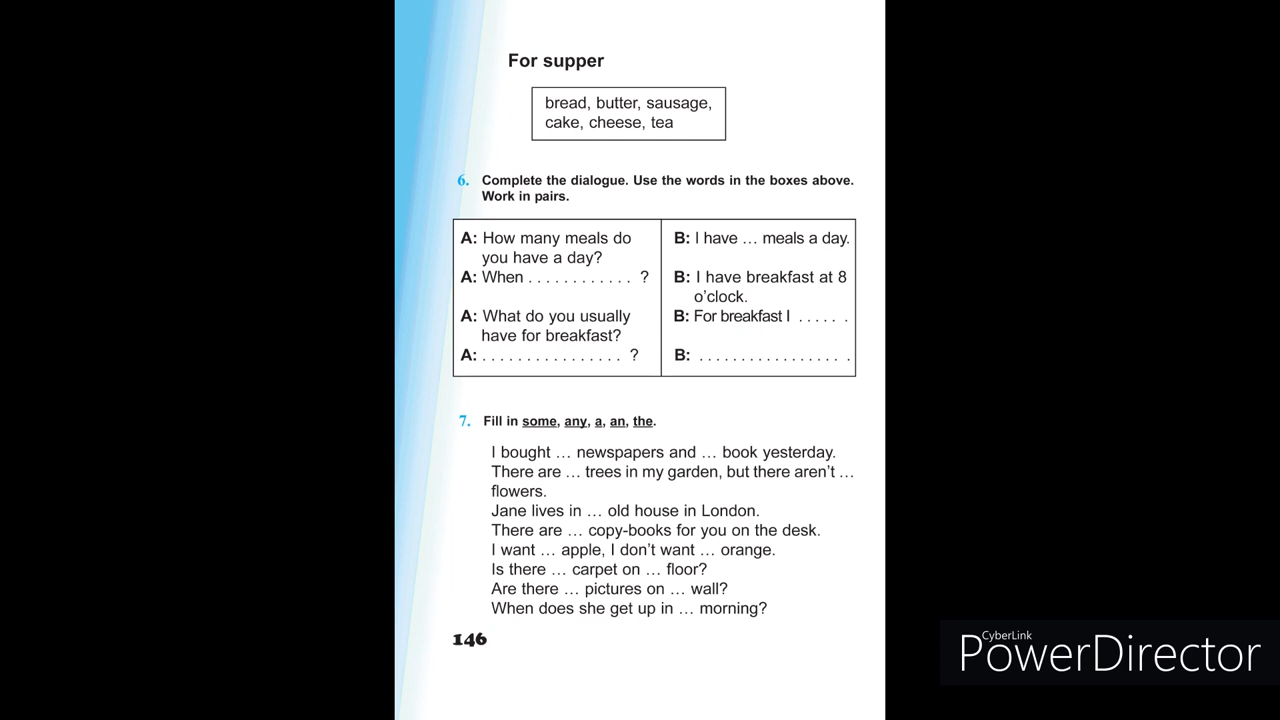 For supper
bread, butter, sausage,
cake, cheese, tea
6. Complete the dialogue. Use the words in the boxes above.
Work in pairs.
A: How many meals do
you have a day?
B: I have … meals a day.
A: When . . . . . . . . . . . . ?
B: I have breakfast at 8
o’clock.
A: What do you usually
have for breakfast?
B: For breakfast I . . . . . .
A: . . . . . . . . . . . . . . . . ?
B: . . . . . . . . . . . . . . . . . .
7. Fill in some, any, a, an, the.
I bought … newspapers and … book yesterday.
There are … trees in my garden, but there aren’t …
flowers.
Jane lives in … old house in London.
There are … copy-books for you on the desk.
I want … apple, I don’t want … orange.
Is there … carpet on … floor?
Are there … pictures on … wall?
When does she get up in … morning?
146
CyberLink
PowerDirector